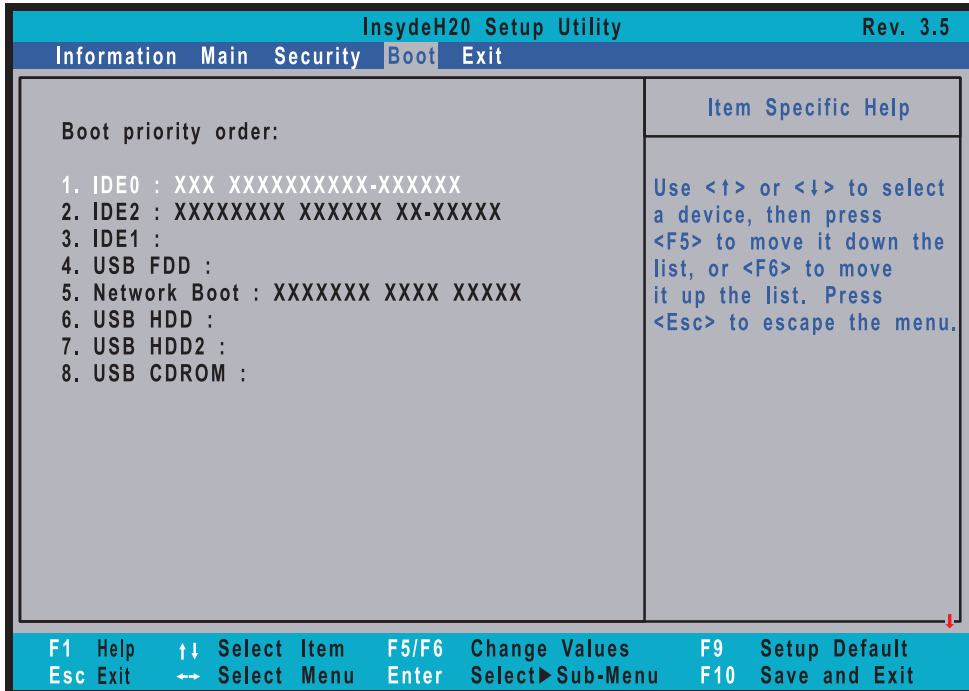 InsydeH20 Setup Utility Rev. 3.5
Information Main Security Boot Exit
Boot priority order:
1. IDE0 : XXX XXXXXXXXXX-XXXXXX
2. IDE2 : XXXXXXXX XXXXXX XX-XXXXX
3. IDE1 :
4. USB FDD :
5. Network Boot : XXXXXXX XXXX XXXXX
6. USB HDD :
7. USB HDD2 :
8. USB CDROM :
Item Specific Help
Use <↑> or <↓> to select
a device, then press
<F5> to move it down the
list, or <F6> to move
it up the list. Press
<Esc> to escape the menu.
F1 Help ↑↓ Select Item F5/F6 Change Values F9 Setup Default
Esc Exit ←→ Select Menu Enter Select▶Sub-Menu F10 Save and Exit